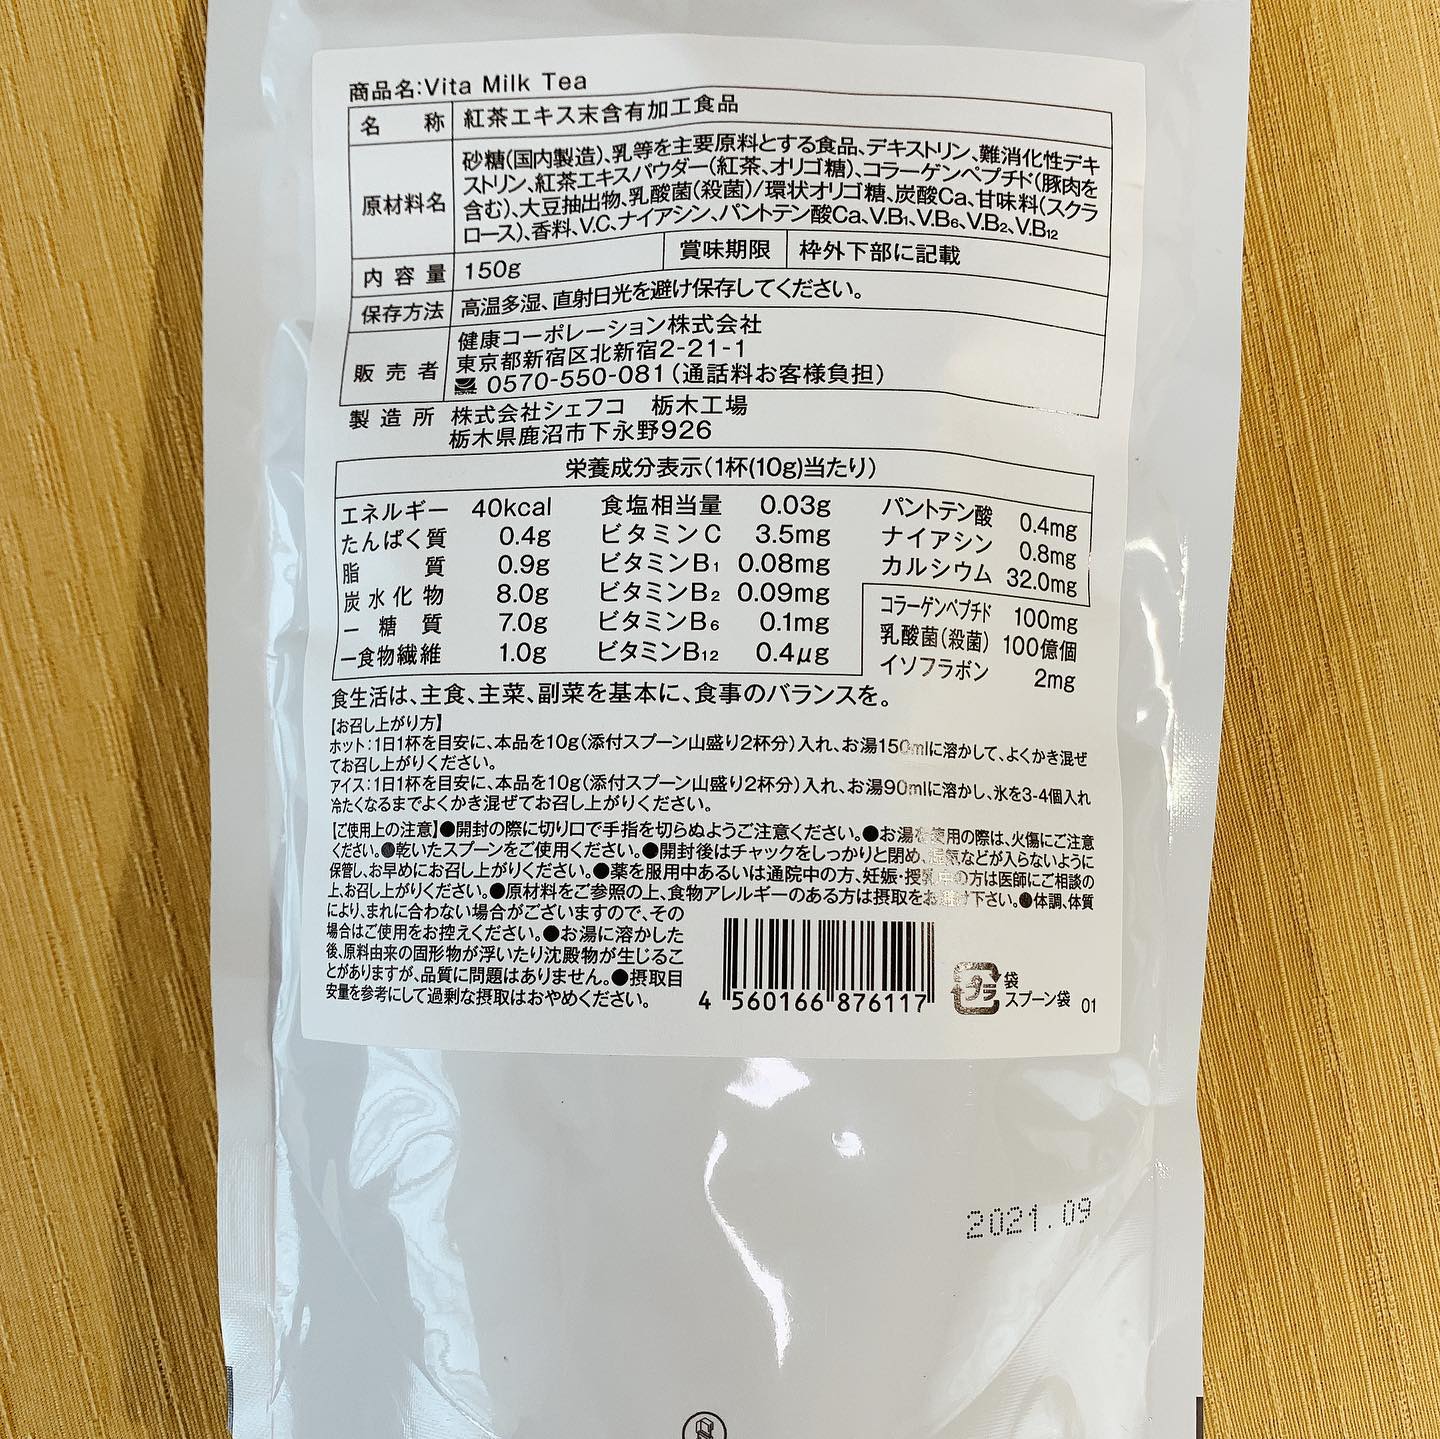 商品名:Vita Milk Tea
名称 紅茶エキス末含有加工食品
原材料名 砂糖(国内製造)、乳等を主要原料とする食品、デキストリン、難消化性デキ
ストリン、紅茶エキスパウダー(紅茶、オリゴ糖)、コラーゲンペプチド(豚肉を
含む)、大豆抽出物、乳酸菌(殺菌)/環状オリゴ糖、炭酸Ca、甘味料(スクラ
ロース)、香料、V.C、ナイアシン、パントテン酸Ca、V.B1、V.B6、V.B2、V.B12
内容量 150g 賞味期限 枠外下部に記載
保存方法 高温多湿、直射日光を避け保存してください。
販売者 健康コーポレーション株式会社
東京都新宿区北新宿2-21-1
0570-550-081(通話料お客様負担)
製造所 株式会社シェフコ 栃木工場
栃木県鹿沼市下永野926
栄養成分表示(1杯(10g)当たり)
エネルギー 40kcal 食塩相当量 0.03g パントテン酸 0.4mg
たんぱく質 0.4g ビタミンC 3.5mg ナイアシン 0.8mg
脂質 0.9g ビタミンB1 0.08mg カルシウム 32.0mg
炭水化物 8.0g ビタミンB2 0.09mg コラーゲンペプチド 100mg
ー糖質 7.0g ビタミンB6 0.1mg 乳酸菌(殺菌) 100億個
ー食物繊維 1.0g ビタミンB12 0.4μg イソフラボン 2mg
食生活は、主食、主菜、副菜を基本に、食事のバランスを。
【お召し上がり方】
ホット:1日1杯を目安に、本品を10g(添付スプーン山盛り2杯分)入れ、お湯150mlに溶かして、よくかき混ぜ
てお召し上がりください。
アイス:1日1杯を目安に、本品を10g(添付スプーン山盛り2杯分)入れ、お湯90mlに溶かし、氷を3-4個入れ
冷たくなるまでよくかき混ぜてお召し上がりください。
【ご使用上の注意】●開封の際に切り口で手指を切らぬようご注意ください。●お湯を使用の際は、火傷にご注意
ください。●乾いたスプーンをご使用ください。●開封後はチャックをしっかりと閉め、湿気などが入らないように
保管し、お早めにお召し上がりください。●薬を服用中あるいは通院中の方、妊娠・授乳中の方は医師にご相談の
上、お召し上がりください。●原材料をご参照の上、食物アレルギーのある方は摂取をお避け下さい。●体調、体質
により、まれに合わない場合がございますので、その
場合はご使用をお控えください。●お湯に溶かした
後、原料由来の固形物が浮いたり沈殿物が生じるこ
とがありますが、品質に問題はありません。●摂取目
安量を参考にして過剰な摂取はおやめください。
4 560166 876117
プラ 袋
スプーン袋 01
2021.09